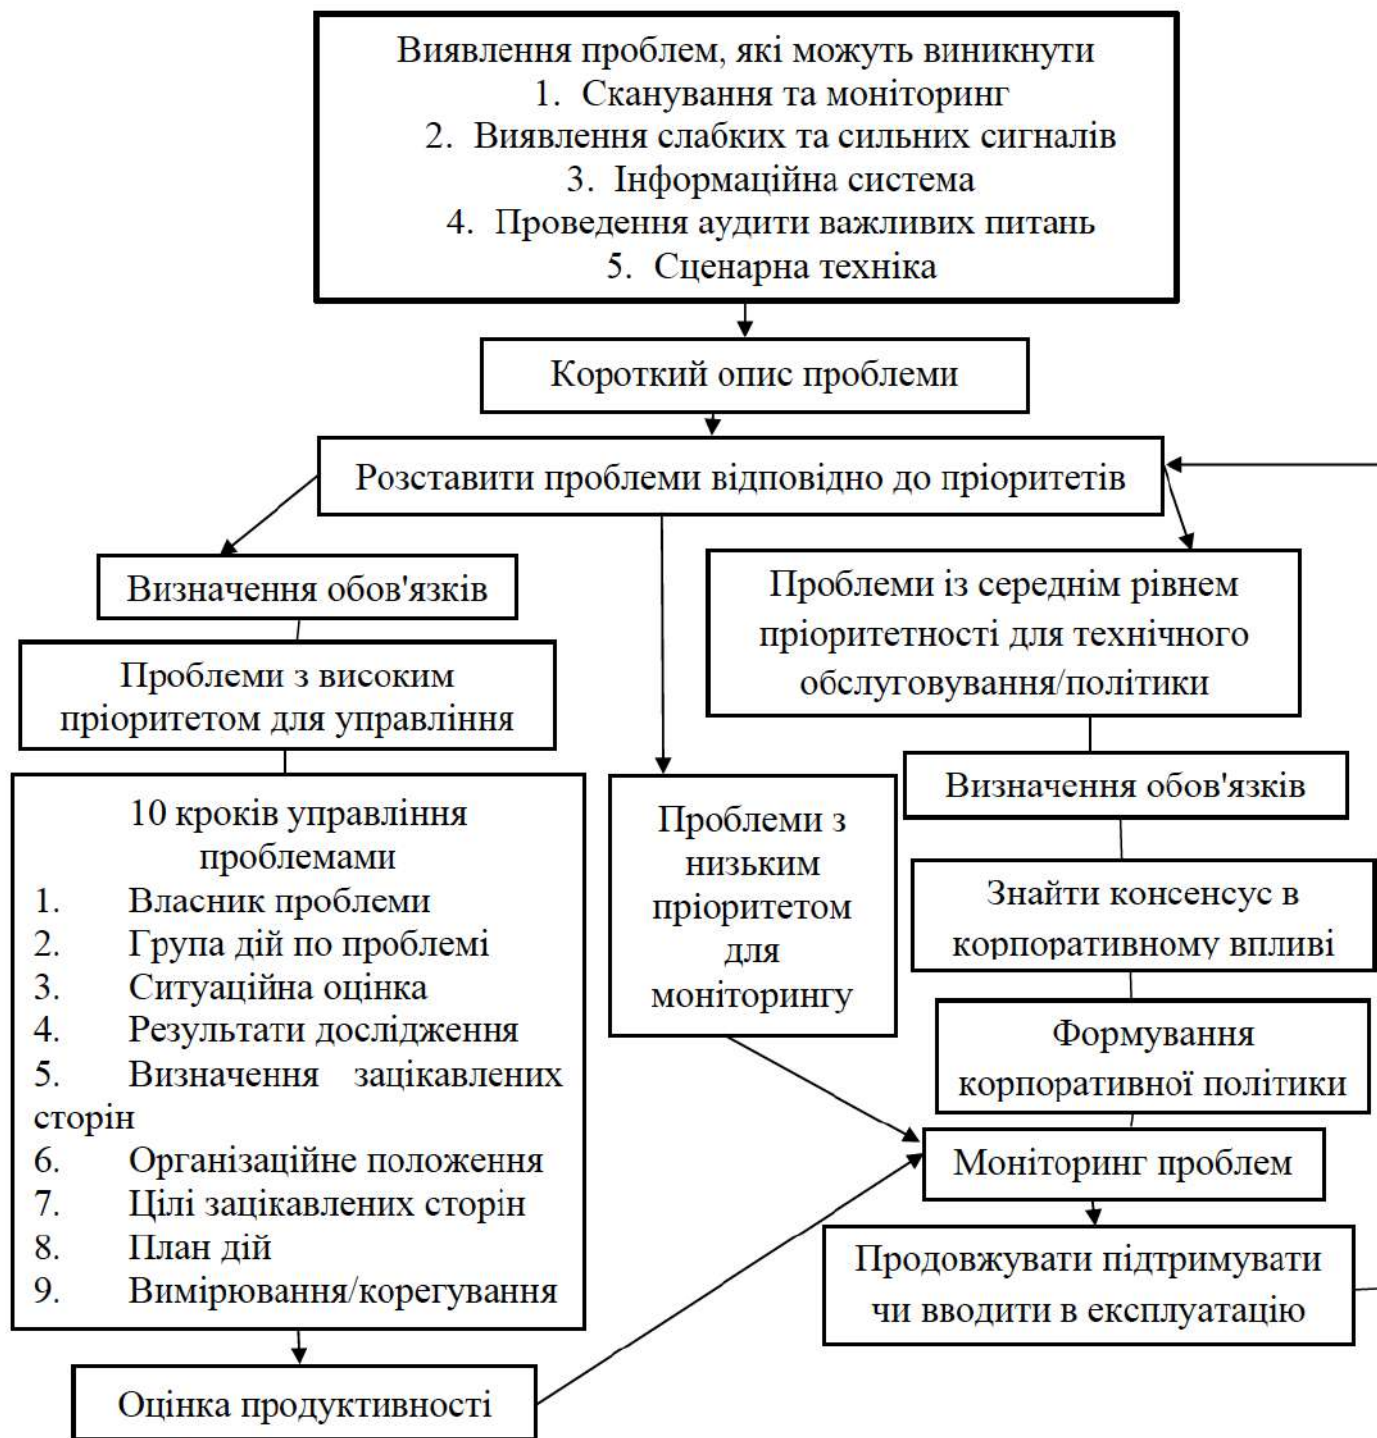 Виявлення проблем, які можуть виникнути
1. Сканування та моніторинг
2. Виявлення слабких та сильних сигналів
3. Інформаційна система
4. Проведення аудити важливих питань
5. Сценарна техніка
Короткий опис проблеми
Розставити проблеми відповідно до пріоритетів
Визначення обов'язків
Проблеми з високим
пріоритетом для управління
10 кроків управління
проблемами
1. Власник проблеми
2. Група дій по проблемі
3. Ситуаційна оцінка
4. Результати дослідження
5. Визначення зацікавлених
сторін
6. Організаційне положення
7. Цілі зацікавлених сторін
8. План дій
9. Вимірювання/корегування
Оцінка продуктивності
Проблеми з
низьким
пріоритетом
для
моніторингу
Проблеми із середнім рівнем
пріоритетності для технічного
обслуговування/політики
Визначення обов'язків
Знайти консенсус в
корпоративному впливі
Формування
корпоративної політики
Моніторинг проблем
Продовжувати підтримувати
чи вводити в експлуатацію